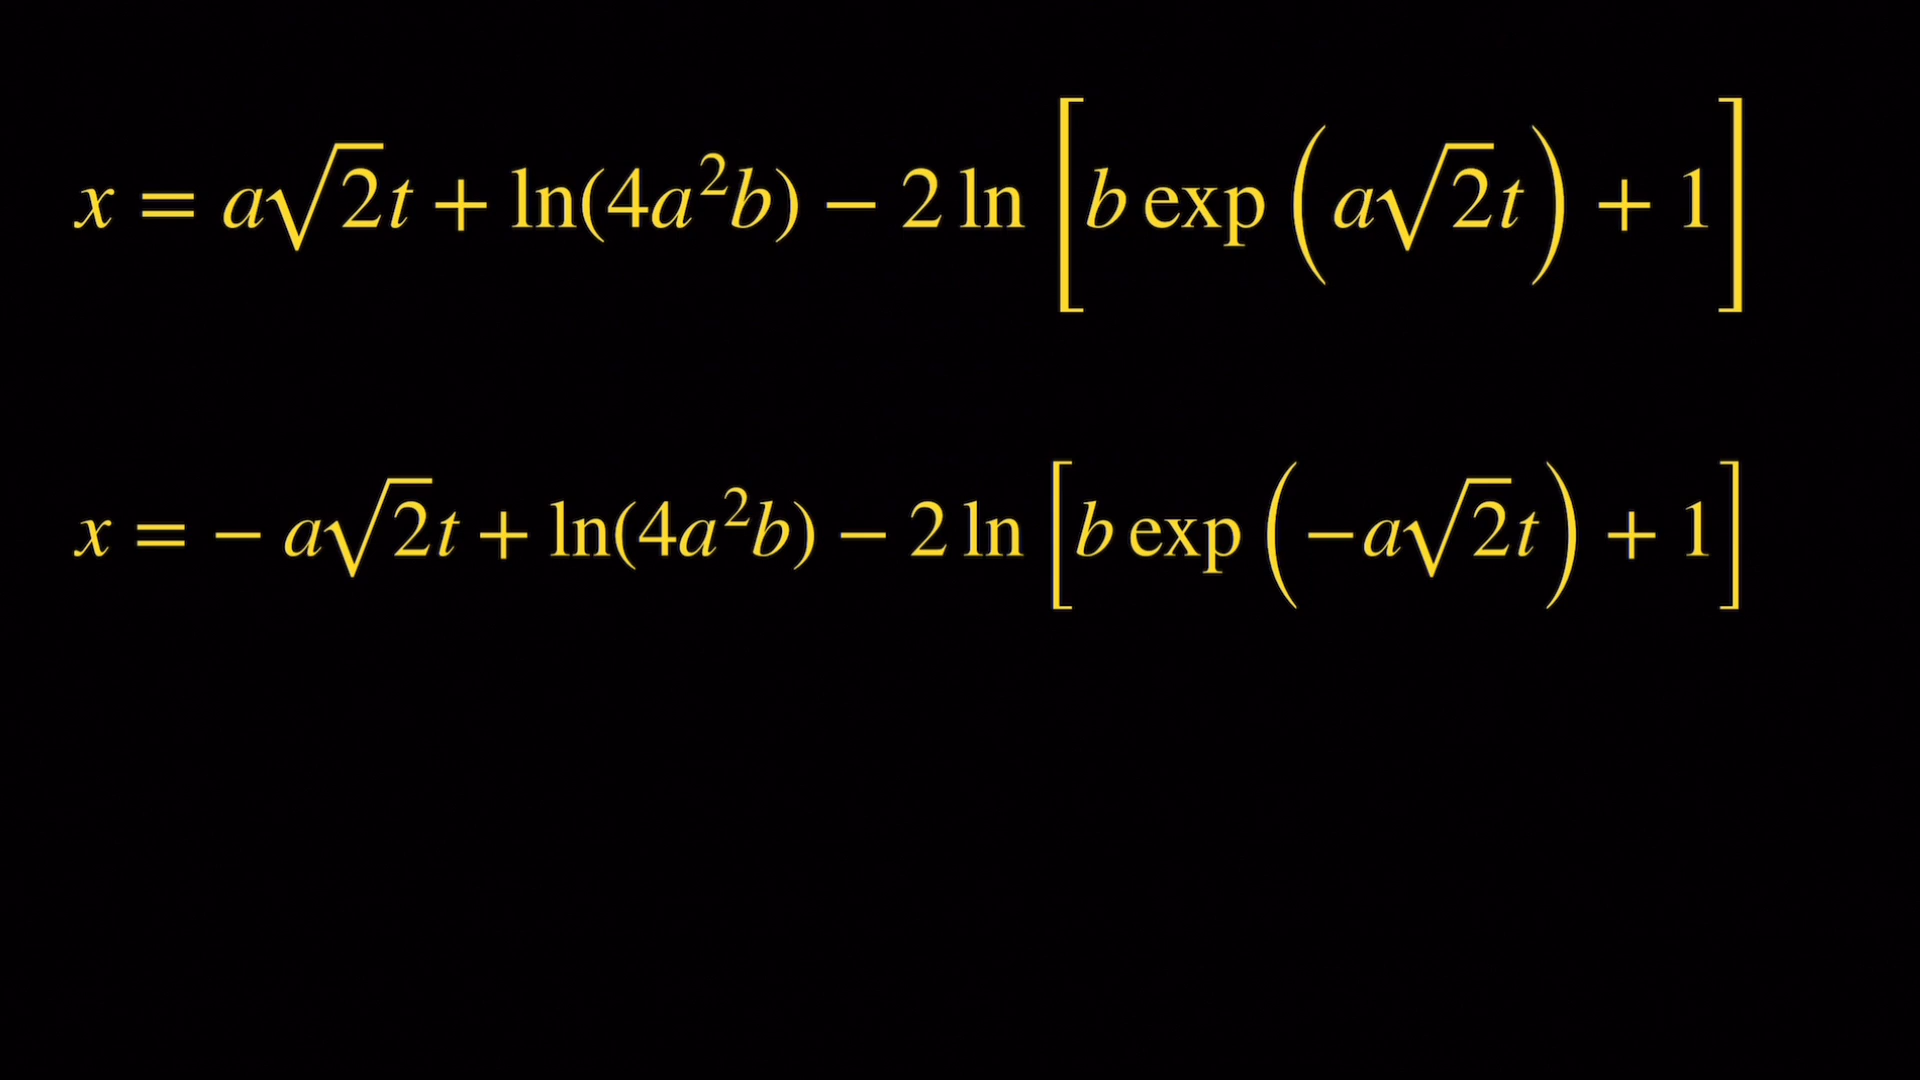 x = a√2t + ln(4a²b) − 2 ln [b exp (a√2t) + 1]
x = − a√2t + ln(4a²b) − 2 ln [b exp (−a√2t) + 1]